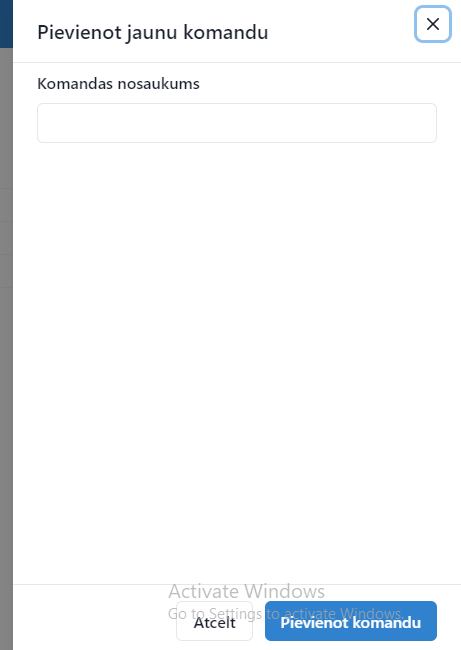 Pievienot jaunu komandu
Komandas nosaukums
Activate Windows
Go to Settings to activate Windows.
Atcelt
Pievienot komandu